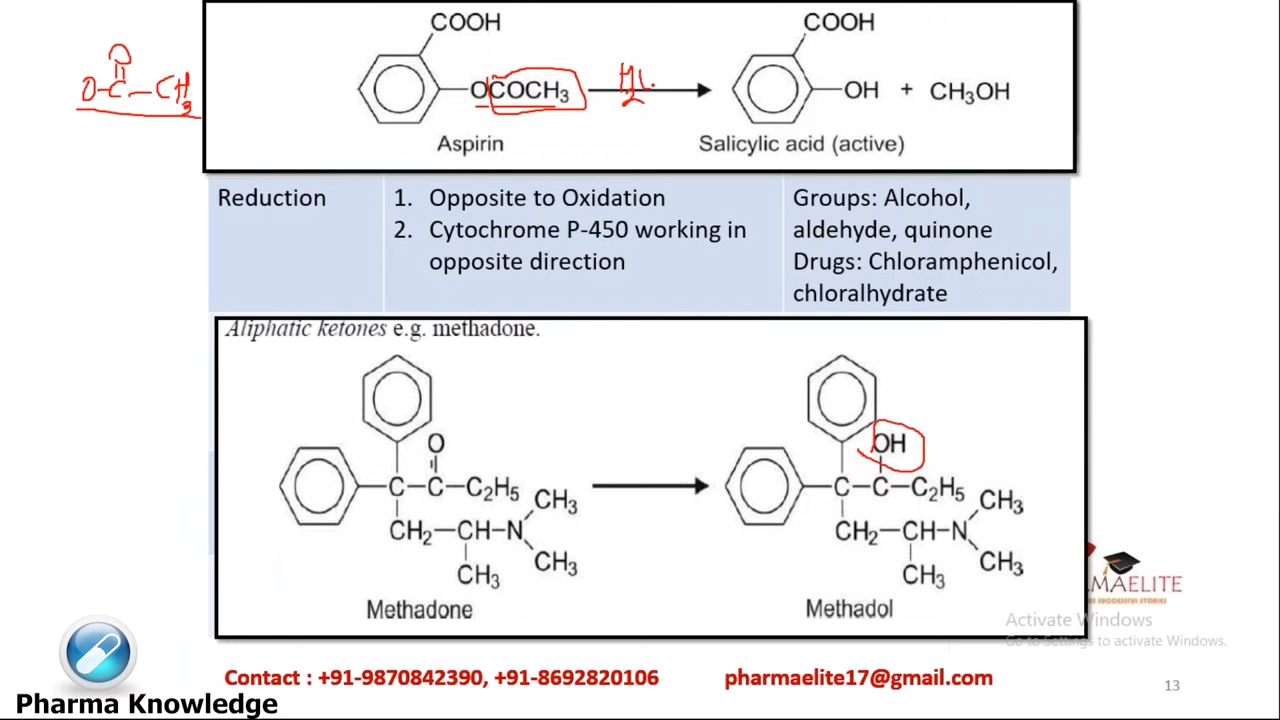 COOH
COOH
O
O-C-CH3
OCOCH3
OH + CH3OH
Aspirin
Salicylic acid (active)
Reduction
1. Opposite to Oxidation
2. Cytochrome P-450 working in
opposite direction
Groups: Alcohol,
aldehyde, quinone
Drugs: Chloramphenicol,
chloralhydrate
Aliphatic ketones e.g. methadone.
O
C-C-C2H5
CH3
CH2-CH-N
CH3
CH3
Methadone
OH
C-C-C2H5
CH3
CH2-CH-N
CH3
CH3
Methadol
MAELITE
Activate Windows
Go to Settings to activate Windows.
Contact : +91-9870842390, +91-8692820106 pharmaelite17@gmail.com
13
Pharma Knowledge